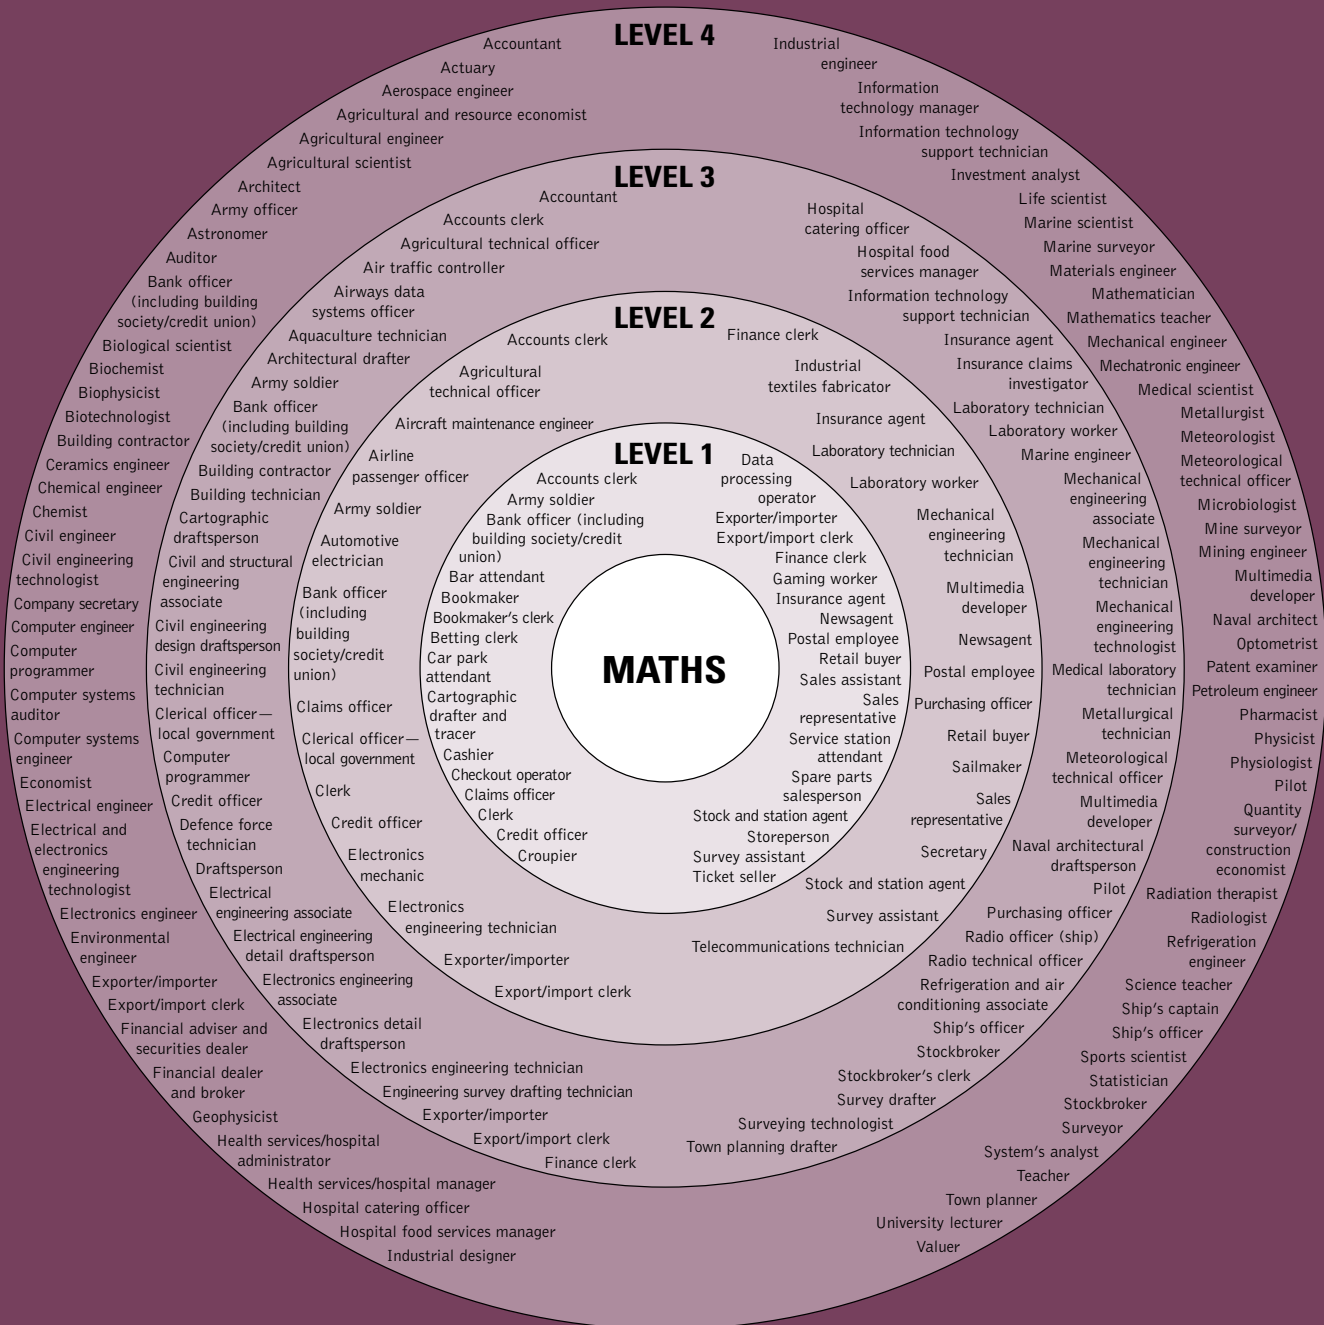 LEVEL 4
Accountant
Actuary
Aerospace engineer
Agricultural and resource economist
Agricultural engineer
Agricultural scientist
Architect
Army officer
Astronomer
Auditor
Bank officer
(including building
society/credit union)
Biological scientist
Biochemist
Biophysicist
Biotechnologist
Building contractor
Ceramics engineer
Chemical engineer
Chemist
Civil engineer
Civil engineering
technologist
Company secretary
Computer engineer
Computer
programmer
Computer systems
auditor
Computer systems
engineer
Economist
Electrical engineer
Electrical and
electronics
engineering
technologist
Electronics engineer
Environmental
engineer
Exporter/importer
Export/import clerk
Financial adviser and
securities dealer
Financial dealer
and broker
Geophysicist
Health services/hospital
administrator
Health services/hospital manager
Hospital catering officer
Hospital food services manager
Industrial designer
Industrial
engineer
Information
technology manager
Information technology
support technician
Investment analyst
Life scientist
Marine scientist
Marine surveyor
Materials engineer
Mathematician
Mathematics teacher
Mechanical engineer
Mechatronic engineer
Medical scientist
Metallurgist
Meteorologist
Meteorological
technical officer
Microbiologist
Mine surveyor
Mining engineer
Multimedia
developer
Naval architect
Optometrist
Patent examiner
Petroleum engineer
Pharmacist
Physicist
Physiologist
Pilot
Quantity
surveyor/
construction
economist
Radiation therapist
Radiologist
Refrigeration
engineer
Science teacher
Ship's captain
Ship's officer
Sports scientist
Statistician
Stockbroker
Surveyor
System's analyst
Teacher
Town planner
University lecturer
Valuer
LEVEL 3
Accountant
Accounts clerk
Agricultural technical officer
Air traffic controller
Airways data
systems officer
Aquaculture technician
Architectural drafter
Army soldier
Bank officer
(including building
society/credit union)
Building contractor
Building technician
Cartographic
draftsperson
Civil and structural
engineering
associate
Civil engineering
design draftsperson
Civil engineering
technician
Clerical officer—
local government
Computer
programmer
Credit officer
Defence force
technician
Draftsperson
Electrical
engineering associate
Electrical engineering
detail draftsperson
Electronics engineering
associate
Electronics detail
draftsperson
Electronics engineering technician
Engineering survey drafting technician
Exporter/importer
Export/import clerk
Finance clerk
Hospital
catering officer
Hospital food
services manager
Information technology
support technician
Insurance agent
Insurance claims
investigator
Laboratory technician
Laboratory worker
Marine engineer
Mechanical
engineering
associate
Mechanical
engineering
technician
Mechanical
engineering
technologist
Medical laboratory
technician
Metallurgical
technician
Meteorological
technical officer
Multimedia
developer
Naval architectural
draftsperson
Pilot
Purchasing officer
Radio officer (ship)
Radio technical officer
Refrigeration and air
conditioning associate
Ship's officer
Stockbroker
Stockbroker's clerk
Survey drafter
Surveying technologist
Town planning drafter
LEVEL 2
Accounts clerk
Agricultural
technical officer
Aircraft maintenance engineer
Airline
passenger officer
Army soldier
Automotive
electrician
Bank officer
(including
building
society/credit
union)
Claims officer
Clerical officer—
local government
Clerk
Credit officer
Electronics
mechanic
Electronics
engineering technician
Exporter/importer
Export/import clerk
Finance clerk
Industrial
textiles fabricator
Insurance agent
Laboratory technician
Laboratory worker
Mechanical
engineering
technician
Multimedia
developer
Newsagent
Postal employee
Purchasing officer
Retail buyer
Sailmaker
Sales
representative
Secretary
Stock and station agent
Survey assistant
Telecommunications technician
LEVEL 1
Accounts clerk
Army soldier
Bank officer (including
building society/credit
union)
Bar attendant
Bookmaker
Bookmaker's clerk
Betting clerk
Car park
attendant
Cartographic
drafter and
tracer
Cashier
Checkout operator
Claims officer
Clerk
Credit officer
Croupier
Data
processing
operator
Exporter/importer
Export/import clerk
Finance clerk
Gaming worker
Insurance agent
Newsagent
Postal employee
Retail buyer
Sales assistant
Sales
representative
Service station
attendant
Spare parts
salesperson
Stock and station agent
Storeperson
Survey assistant
Ticket seller
MATHS